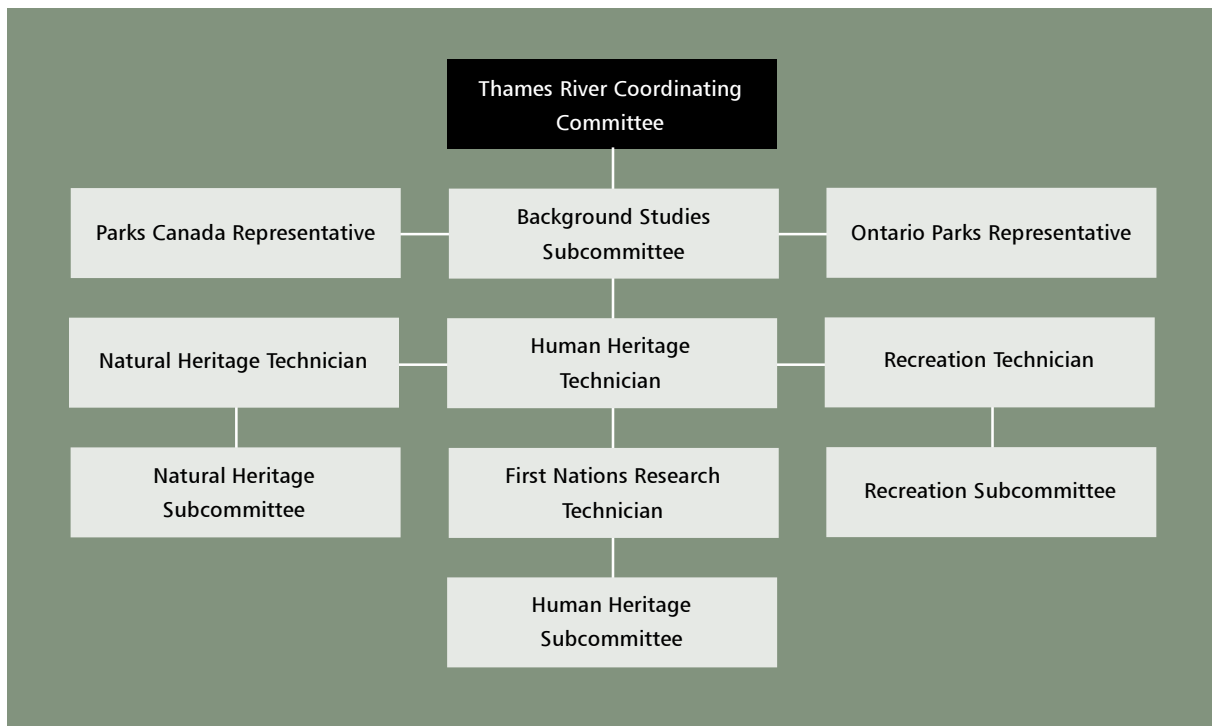 Thames River Coordinating
Committee
Parks Canada Representative
Background Studies
Subcommittee
Ontario Parks Representative
Natural Heritage Technician
Human Heritage
Technician
Recreation Technician
Natural Heritage
Subcommittee
First Nations Research
Technician
Recreation Subcommittee
Human Heritage
Subcommittee